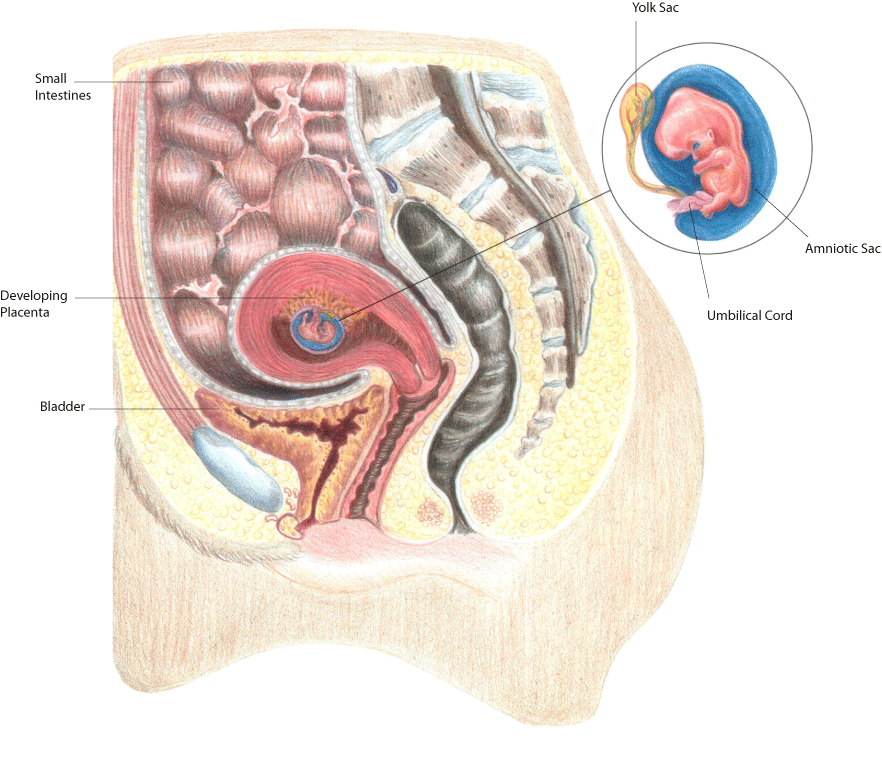 Yolk Sac
Small
Intestines
Amniotic Sac
Developing
Placenta
Umbilical Cord
Bladder